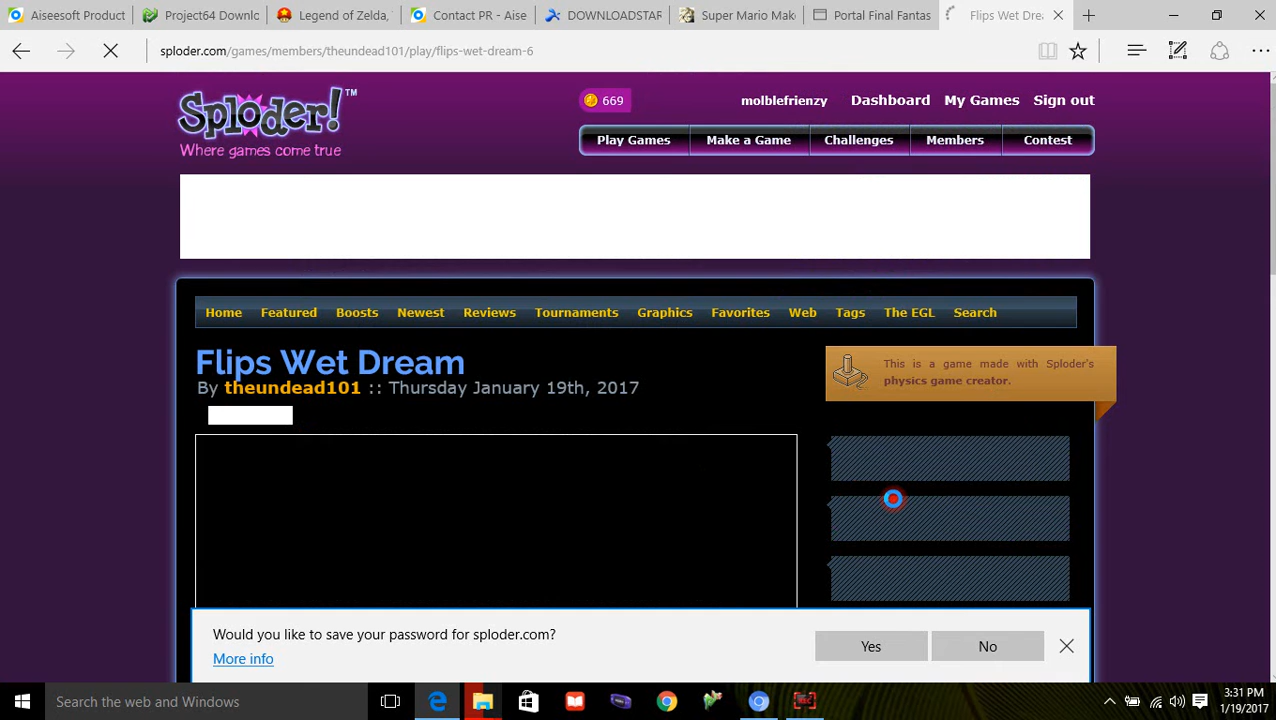 Aiseesoft Product
Project64 Downlo
Legend of Zelda,
Contact PR - Aise
DOWNLOADSTAR
Super Mario Make
Portal Final Fantas
Flips Wet Drea
sploder.com/games/members/theundead101/play/flips-wet-dream-6
Sploder!™
Where games come true
669
molblefrienzy
Dashboard
My Games
Sign out
Play Games
Make a Game
Challenges
Members
Contest
Home
Featured
Boosts
Newest
Reviews
Tournaments
Graphics
Favorites
Web
Tags
The EGL
Search
Flips Wet Dream
By theundead101 :: Thursday January 19th, 2017
This is a game made with Sploder's
physics game creator.
Would you like to save your password for sploder.com?
More info
Yes
No
Search the web and Windows
REC
3:31 PM
1/19/2017